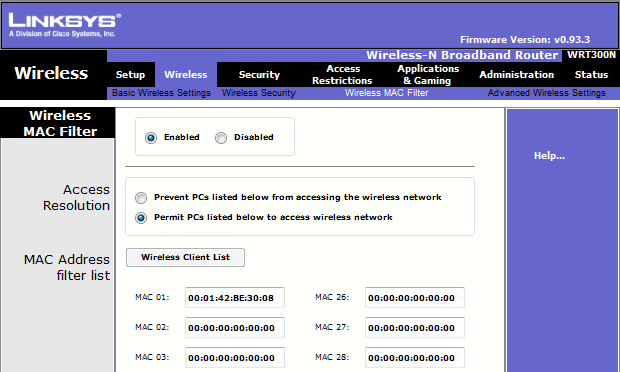 LINKSYS®
A Division of Cisco Systems, Inc.
Firmware Version: v0.93.3
Wireless-N Broadband Router WRT300N
Wireless
Setup Wireless Security Access Restrictions Applications & Gaming Administration Status
Basic Wireless Settings Wireless Security Wireless MAC Filter Advanced Wireless Settings
Wireless
MAC Filter
Enabled Disabled
Help...
Access
Resolution
Prevent PCs listed below from accessing the wireless network
Permit PCs listed below to access wireless network
MAC Address
filter list
Wireless Client List
MAC 01: 00:01:42:BE:30:08 MAC 26: 00:00:00:00:00:00
MAC 02: 00:00:00:00:00:00 MAC 27: 00:00:00:00:00:00
MAC 03: 00:00:00:00:00:00 MAC 28: 00:00:00:00:00:00